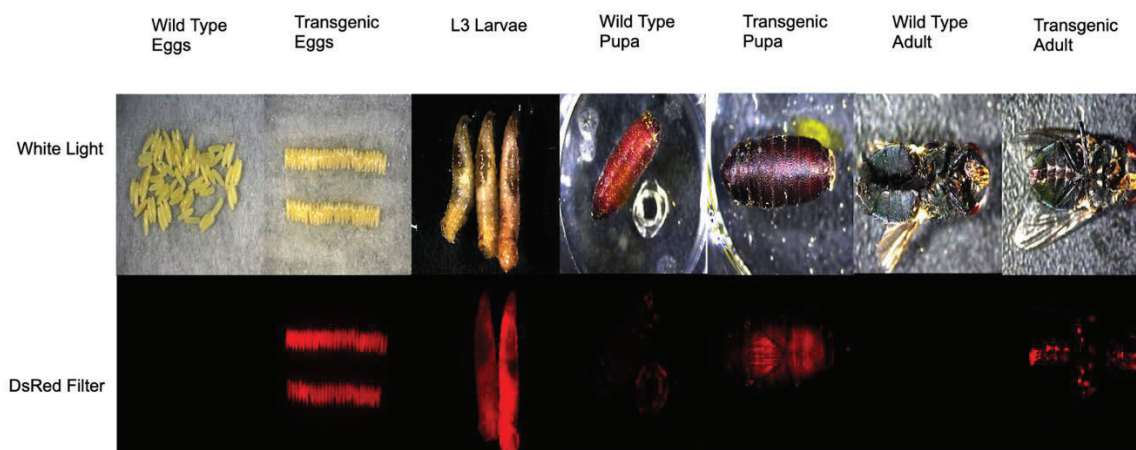 Wild Type
Eggs
Transgenic
Eggs
L3 Larvae
Wild Type
Pupa
Transgenic
Pupa
Wild Type
Adult
Transgenic
Adult
White Light
DsRed Filter